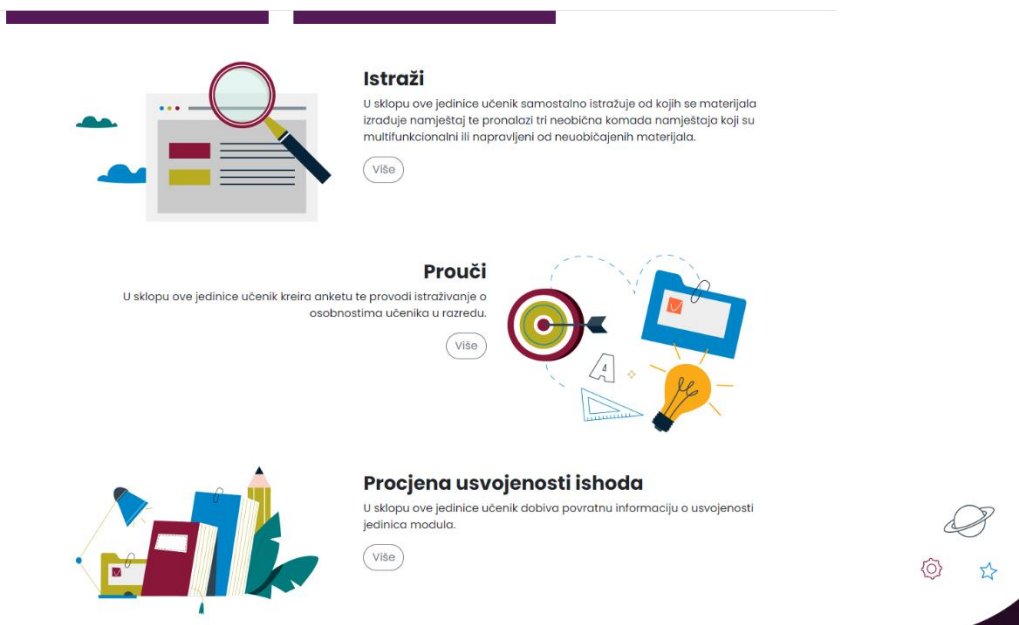 Istraži
U sklopu ove jedinice učenik samostalno istražuje od kojih se materijala
izrađuje namještaj te pronalazi tri neobična komada namještaja koji su
multifunkcionalni ili napravljeni od neuobičajenih materijala.
Više
Prouči
U sklopu ove jedinice učenik kreira anketu te provodi istraživanje o
osobnostima učenika u razredu.
Više
A
Procjena usvojenosti ishoda
U sklopu ove jedinice učenik dobiva povratnu informaciju o usvojenosti
jedinica modula.
Više